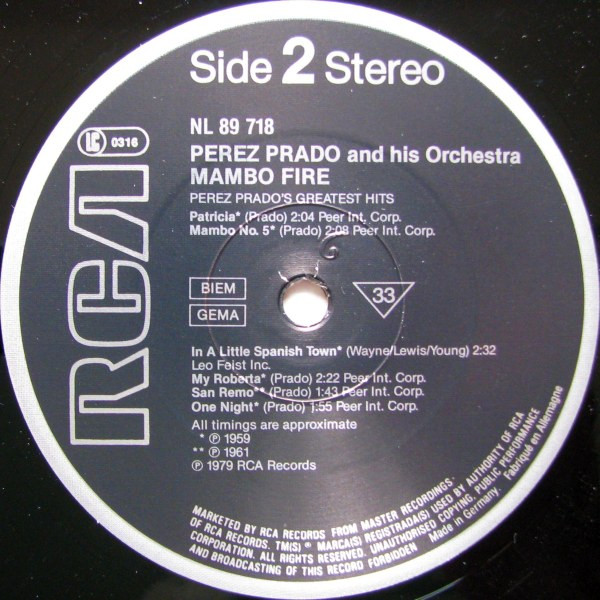 Side 2 Stereo
NL 89 718
LC 0316
PEREZ PRADO and his Orchestra
MAMBO FIRE
PEREZ PRADO'S GREATEST HITS
Patricia* (Prado) 2:04 Peer Int. Corp.
Mambo No. 5* (Prado) 2:08 Peer Int. Corp.
RCA
BIEM
GEMA
33
In A Little Spanish Town* (Wayne/Lewis/Young) 2:32
Leo Feist Inc.
My Roberta* (Prado) 2:22 Peer Int. Corp.
San Remo** (Prado) 1:43 Peer Int. Corp.
One Night* (Prado) 1:55 Peer Int. Corp.
All timings are approximate
* ℗ 1959
** ℗ 1961
℗ 1979 RCA Records
MARKETED BY RCA RECORDS FROM MASTER RECORDINGS
OF RCA RECORDS. TM(S) ® MARCA(S) REGISTRADA(S) USED BY AUTHORITY OF RCA
CORPORATION. ALL RIGHTS RESERVED. UNAUTHORISED COPYING, PUBLIC PERFORMANCE
AND BROADCASTING OF THIS RECORD FORBIDDEN
Made in Germany. Fabriqué en Allemagne